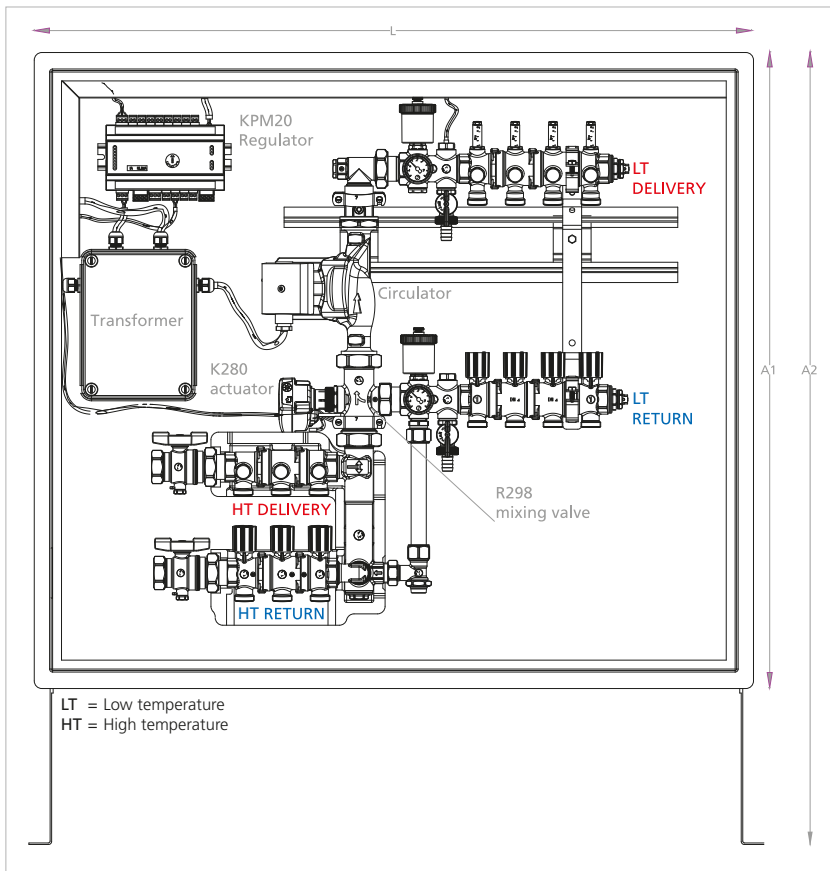 L
KPM20
Regulator
LT
DELIVERY
Circulator
Transformer
K280
actuator
A1
A2
LT
RETURN
R298
mixing valve
HT DELIVERY
HT RETURN
LT = Low temperature
HT = High temperature